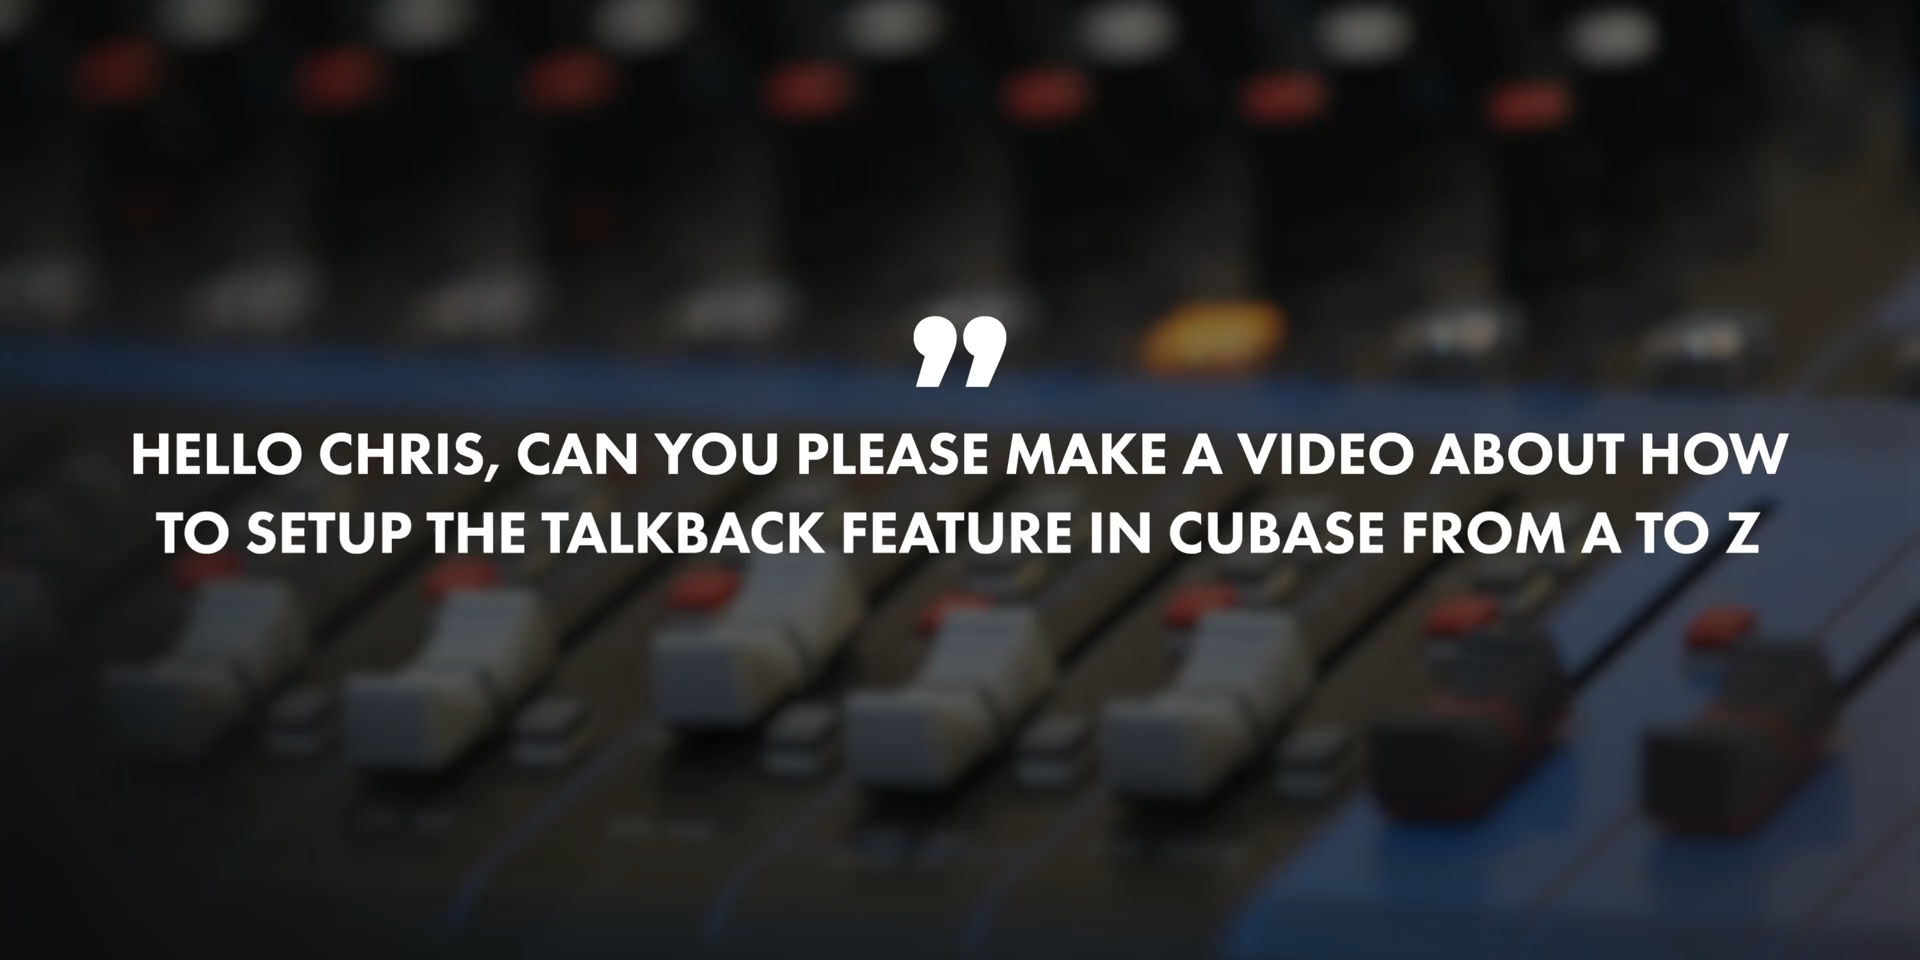 ”
HELLO CHRIS, CAN YOU PLEASE MAKE A VIDEO ABOUT HOW
TO SETUP THE TALKBACK FEATURE IN CUBASE FROM A TO Z